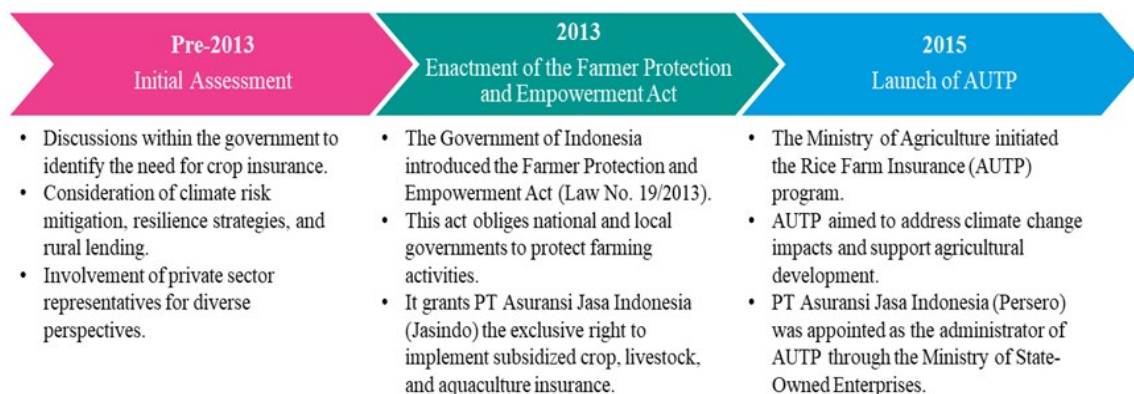 Pre-2013
Initial Assessment
• Discussions within the government to
identify the need for crop insurance.
• Consideration of climate risk
mitigation, resilience strategies, and
rural lending.
• Involvement of private sector
representatives for diverse
perspectives.
2013
Enactment of the Farmer Protection
and Empowerment Act
• The Government of Indonesia
introduced the Farmer Protection and
Empowerment Act (Law No. 19/2013).
• This act obliges national and local
governments to protect farming
activities.
• It grants PT Asuransi Jasa Indonesia
(Jasindo) the exclusive right to
implement subsidized crop, livestock,
and aquaculture insurance.
2015
Launch of AUTP
• The Ministry of Agriculture initiated
the Rice Farm Insurance (AUTP)
program.
• AUTP aimed to address climate change
impacts and support agricultural
development.
• PT Asuransi Jasa Indonesia (Persero)
was appointed as the administrator of
AUTP through the Ministry of State-
Owned Enterprises.